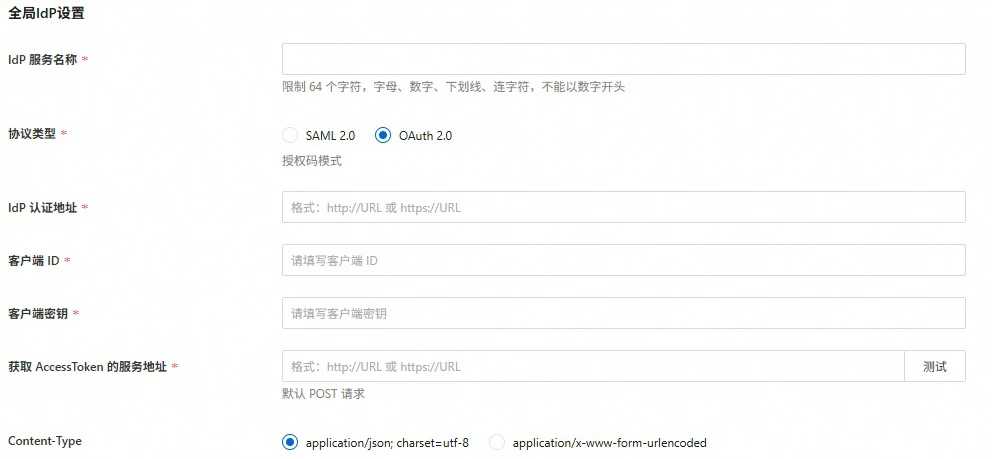 全局IdP设置
IdP 服务名称 *
限制 64 个字符，字母、数字、下划线、连字符，不能以数字开头
协议类型 *
SAML 2.0 OAuth 2.0
授权码模式
IdP 认证地址 *
格式：http://URL 或 https://URL
客户端 ID *
请填写客户端 ID
客户端密钥 *
请填写客户端密钥
获取 AccessToken 的服务地址 *
格式：http://URL 或 https://URL 测试
默认 POST 请求
Content-Type
application/json; charset=utf-8 application/x-www-form-urlencoded